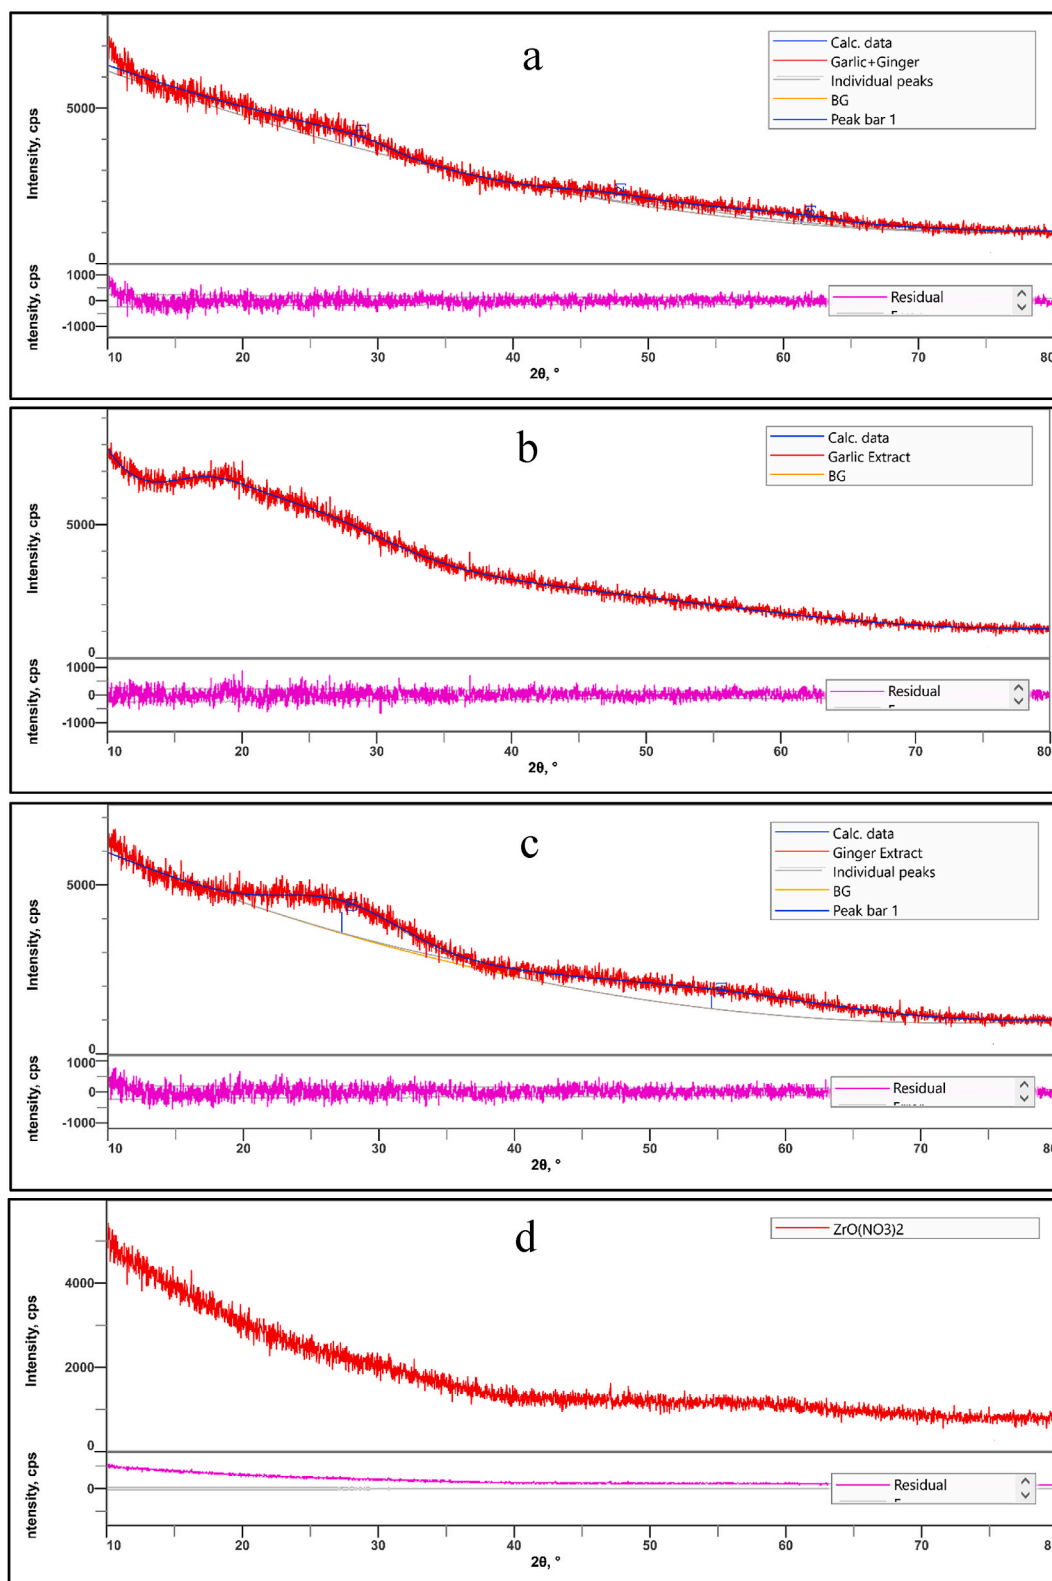 a
Calc. data
Garlic+Ginger
Individual peaks
BG
Peak bar 1
Intensity, cps
5000
0
ntensity, cps
1000
0
-1000
Residual
10 20 30 40 50 60 70 80
2θ, °
b
Calc. data
Garlic Extract
BG
Intensity, cps
5000
0
ntensity, cps
1000
0
-1000
Residual
10 20 30 40 50 60 70 80
2θ, °
c
Calc. data
Ginger Extract
Individual peaks
BG
Peak bar 1
Intensity, cps
5000
0
ntensity, cps
1000
0
-1000
Residual
10 20 30 40 50 60 70 80
2θ, °
d
ZrO(NO3)2
Intensity, cps
4000
2000
0
ntensity, cps
0
Residual
10 20 30 40 50 60 70 80
2θ, °